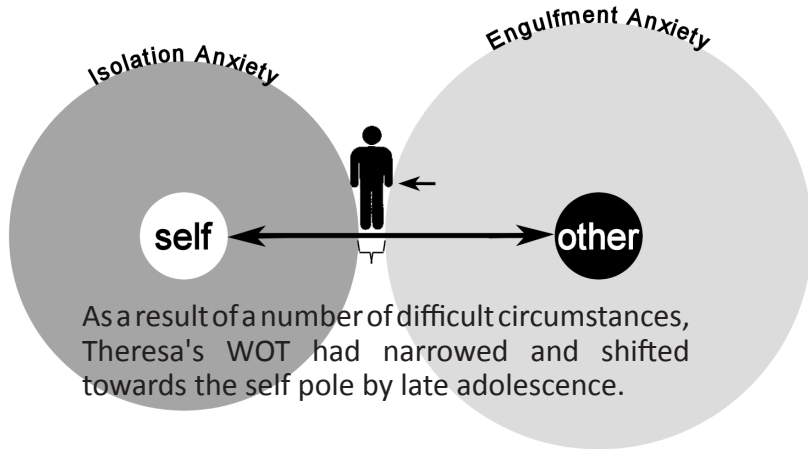 Engulfment Anxiety
Isolation Anxiety
self
other
As a result of a number of difficult circumstances,
Theresa's WOT had narrowed and shifted
towards the self pole by late adolescence.